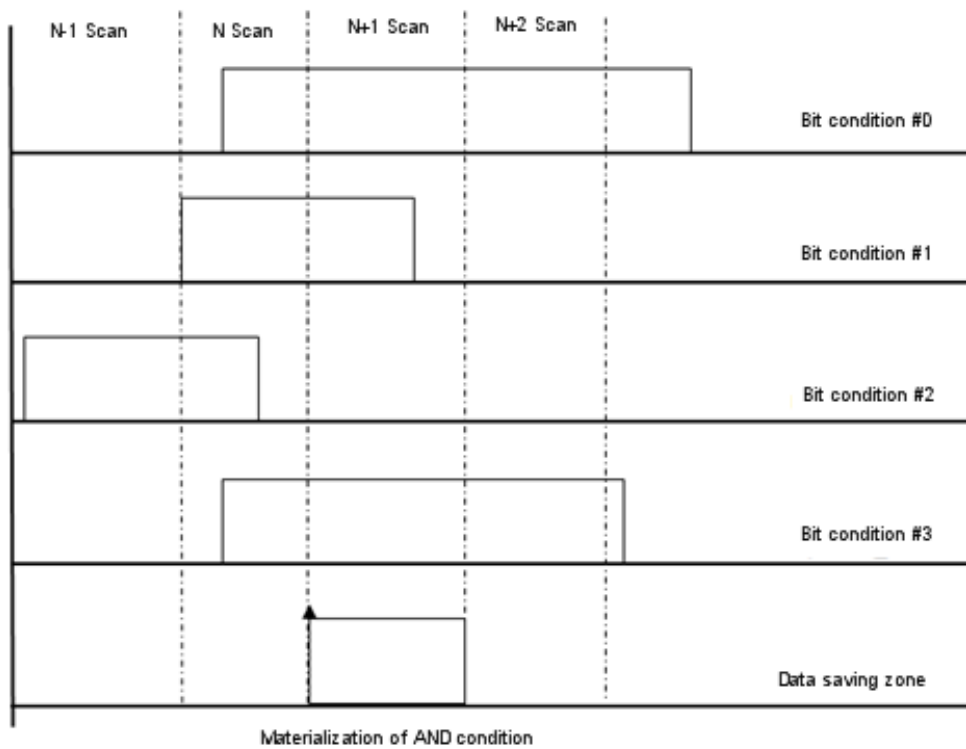 N-1 Scan N Scan N+1 Scan N+2 Scan
Bit condition #0
Bit condition #1
Bit condition #2
Bit condition #3
Data saving zone
Materialization of AND condition